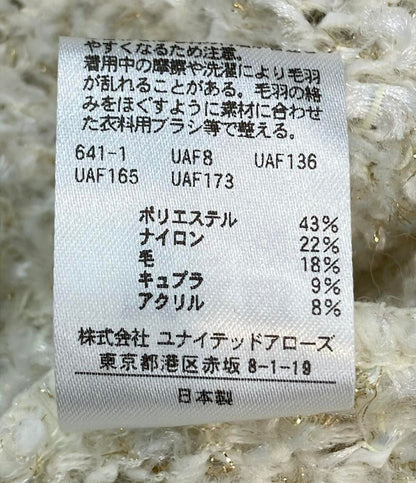 やすくなるため注意。
着用中の摩擦や洗濯により毛羽
が乱れることがある。毛羽の絡
みをほぐすように素材に合わせ
た衣料用ブラシ等で整える。
641-1 UAF8 UAF136
UAF165 UAF173
ポリエステル 43%
ナイロン 22%
毛 18%
キュプラ 9%
アクリル 8%
株式会社 ユナイテッドアローズ
東京都港区赤坂 8-1-19
日本製